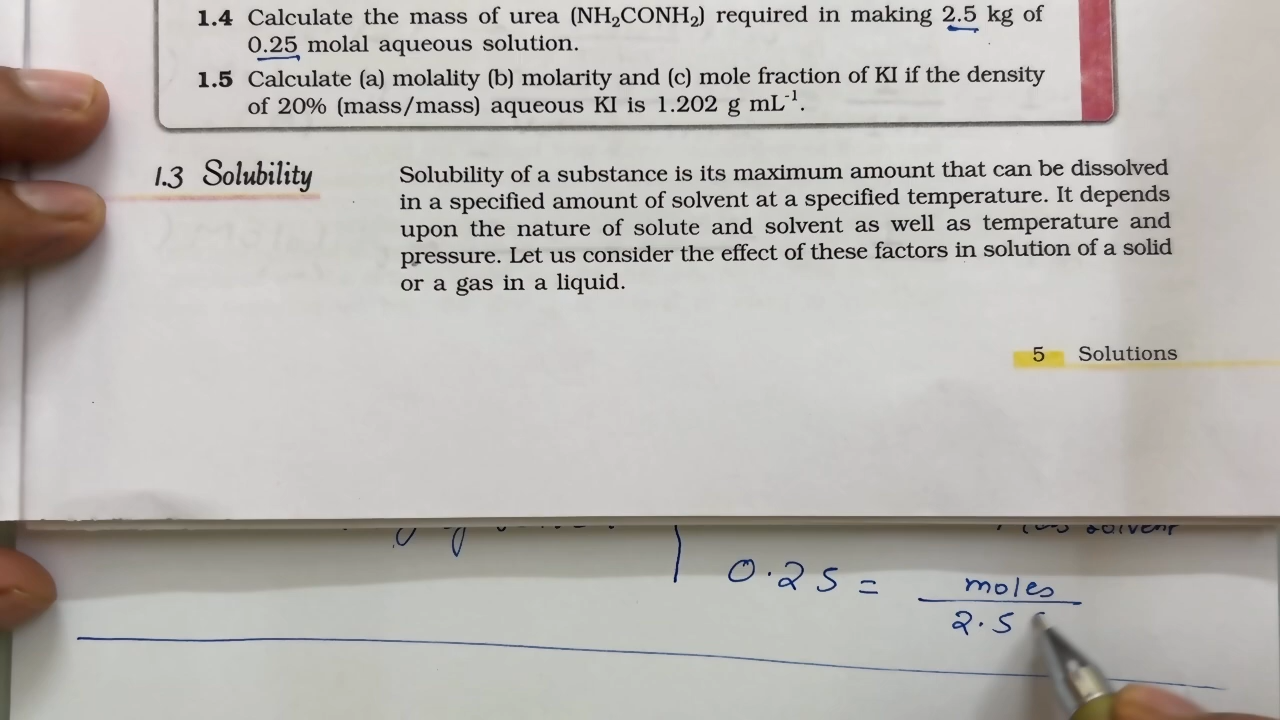 1.4 Calculate the mass of urea (NH₂CONH₂) required in making 2.5 kg of
0.25 molal aqueous solution.
1.5 Calculate (a) molality (b) molarity and (c) mole fraction of KI if the density
of 20% (mass/mass) aqueous KI is 1.202 g mL⁻¹.
1.3 Solubility
Solubility of a substance is its maximum amount that can be dissolved
in a specified amount of solvent at a specified temperature. It depends
upon the nature of solute and solvent as well as temperature and
pressure. Let us consider the effect of these factors in solution of a solid
or a gas in a liquid.
5 Solutions
solvent
0.25 = moles
2.5